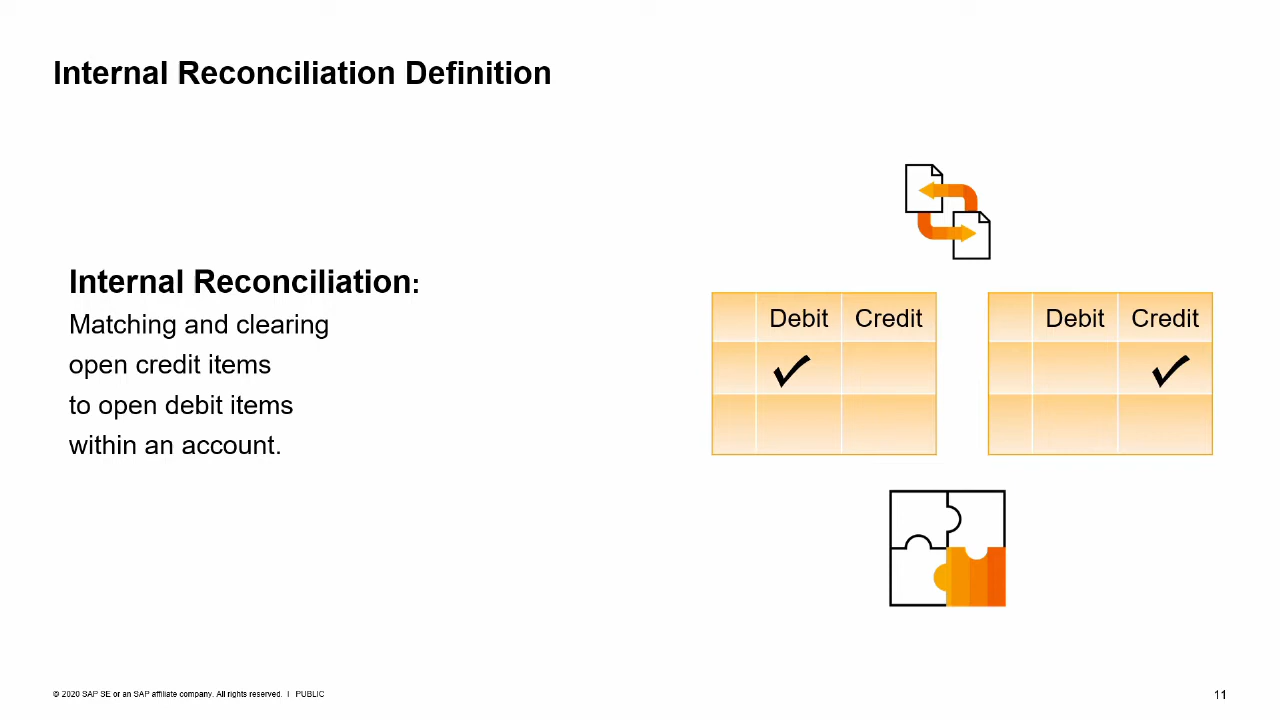 Internal Reconciliation Definition
Internal Reconciliation:
Matching and clearing
open credit items
to open debit items
within an account.
Debit Credit
Debit Credit
© 2020 SAP SE or an SAP affiliate company. All rights reserved. I PUBLIC
11